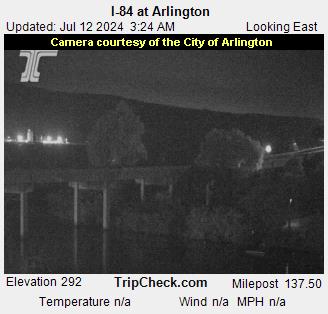 I-84 at Arlington
Updated: Jul 12 2024 3:24 AM Looking East
Camera courtesy of the City of Arlington
Elevation 292 TripCheck.com Milepost 137.50
Temperature n/a Wind n/a MPH n/a